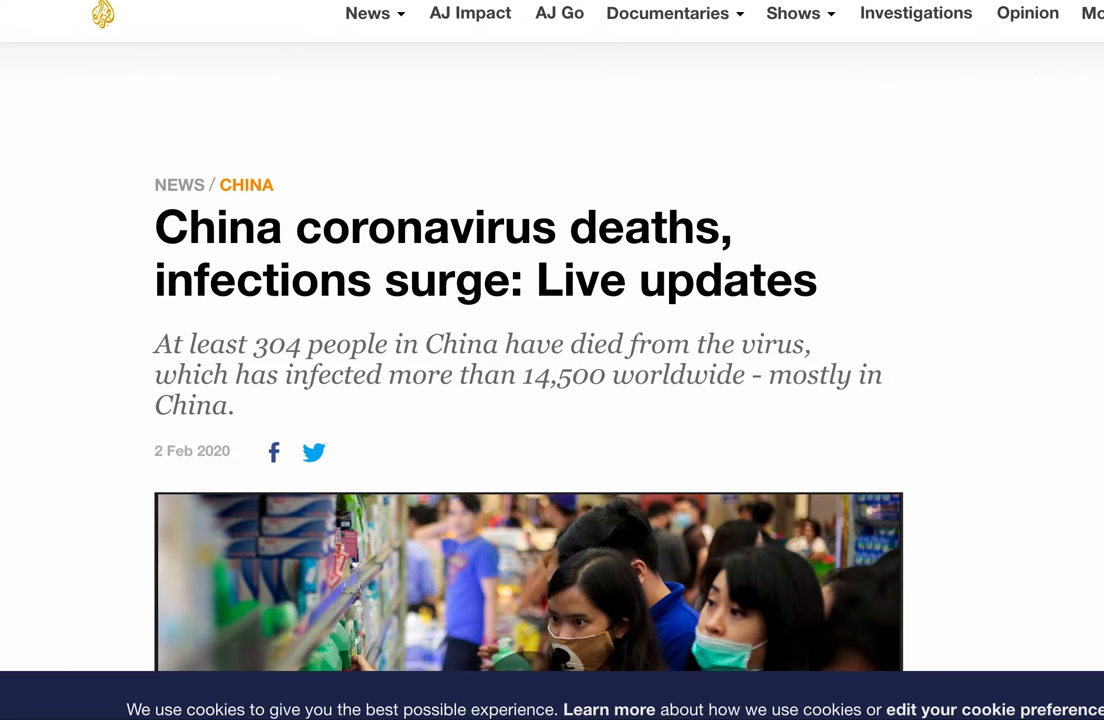 News AJ Impact AJ Go Documentaries Shows Investigations Opinion
NEWS / CHINA
China coronavirus deaths,
infections surge: Live updates
At least 304 people in China have died from the virus,
which has infected more than 14,500 worldwide - mostly in
China.
2 Feb 2020
We use cookies to give you the best possible experience. Learn more about how we use cookies or edit your cookie preference